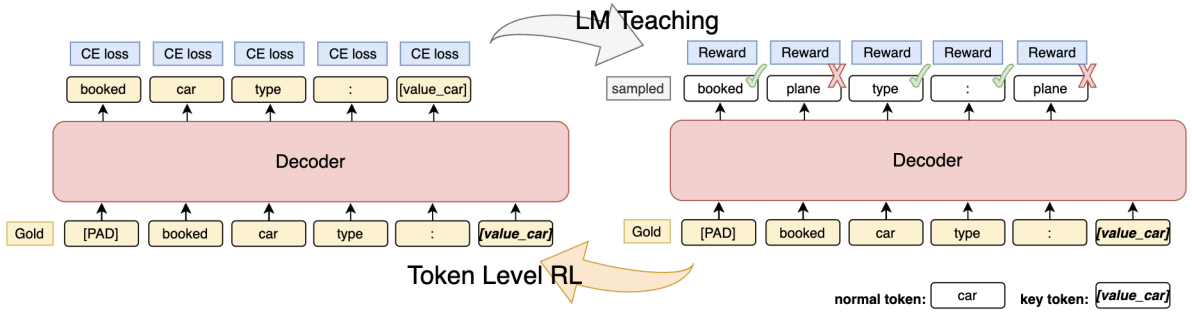 LM Teaching
CE loss CE loss CE loss CE loss CE loss
booked car type : [value_car]
Decoder
Gold [PAD] booked car type : [value_car]
Reward Reward Reward Reward Reward
sampled booked plane type : plane
Decoder
Gold [PAD] booked car type : [value_car]
Token Level RL
normal token: car key token: [value_car]